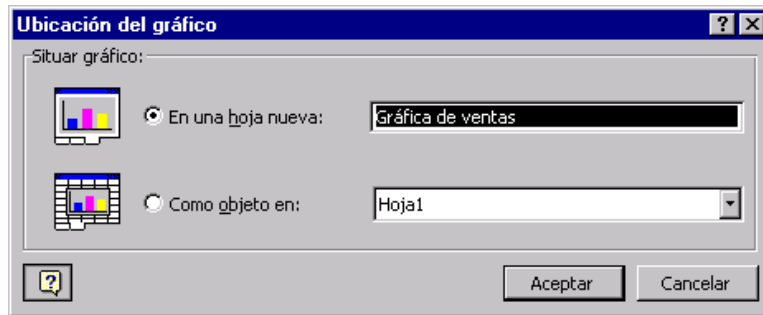 Ubicación del gráfico
Situar gráfico:
En una hoja nueva: Gráfica de ventas
Como objeto en: Hoja1
Aceptar Cancelar